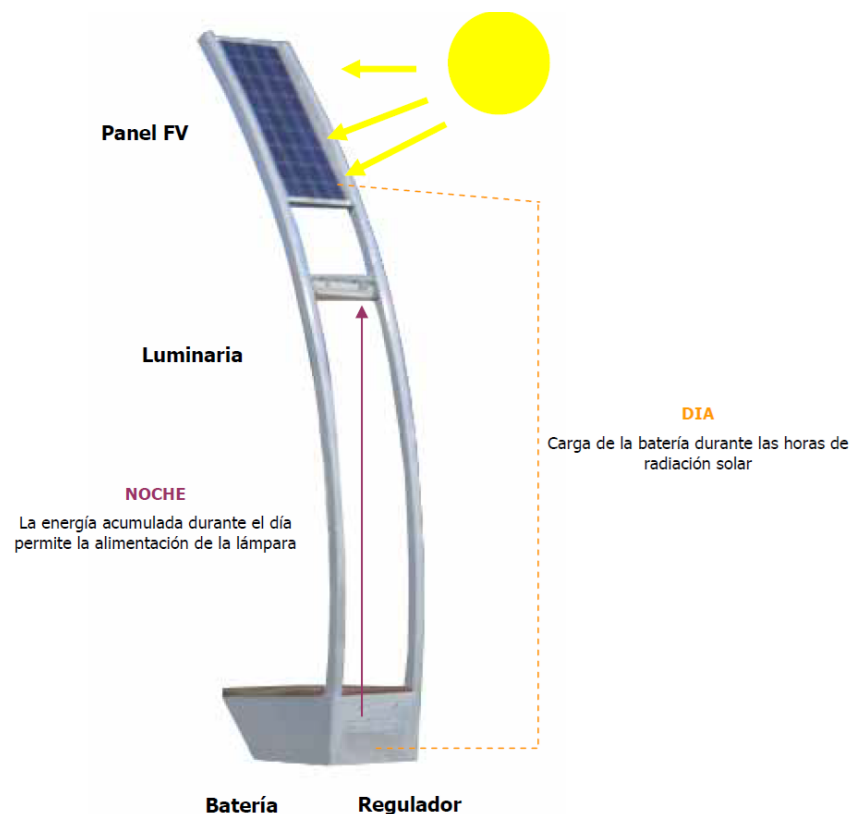 Panel FV
Luminaria
DIA
Carga de la batería durante las horas de
radiación solar
NOCHE
La energía acumulada durante el día
permite la alimentación de la lámpara
Batería
Regulador